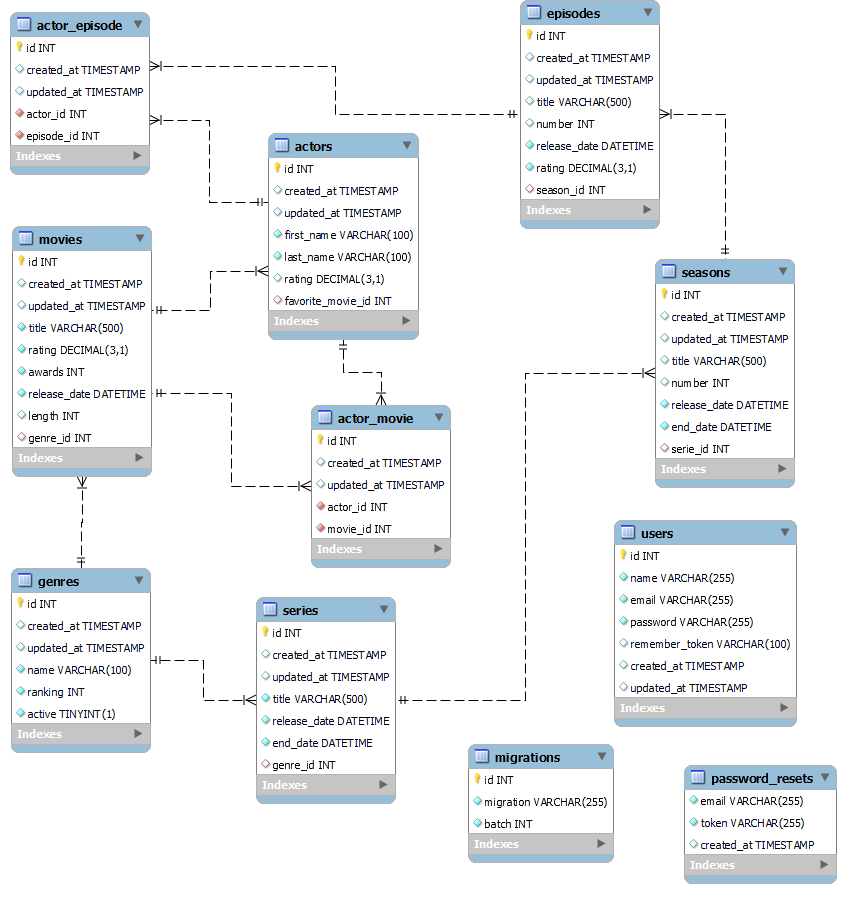 actor_episode
id INT
created_at TIMESTAMP
updated_at TIMESTAMP
actor_id INT
episode_id INT
Indexes
episodes
id INT
created_at TIMESTAMP
updated_at TIMESTAMP
title VARCHAR(500)
number INT
release_date DATETIME
rating DECIMAL(3,1)
season_id INT
Indexes
actors
id INT
created_at TIMESTAMP
updated_at TIMESTAMP
first_name VARCHAR(100)
last_name VARCHAR(100)
rating DECIMAL(3,1)
favorite_movie_id INT
Indexes
movies
id INT
created_at TIMESTAMP
updated_at TIMESTAMP
title VARCHAR(500)
rating DECIMAL(3,1)
awards INT
release_date DATETIME
length INT
genre_id INT
Indexes
seasons
id INT
created_at TIMESTAMP
updated_at TIMESTAMP
title VARCHAR(500)
number INT
release_date DATETIME
end_date DATETIME
serie_id INT
Indexes
actor_movie
id INT
created_at TIMESTAMP
updated_at TIMESTAMP
actor_id INT
movie_id INT
Indexes
users
id INT
name VARCHAR(255)
email VARCHAR(255)
password VARCHAR(255)
remember_token VARCHAR(100)
created_at TIMESTAMP
updated_at TIMESTAMP
Indexes
genres
id INT
created_at TIMESTAMP
updated_at TIMESTAMP
name VARCHAR(100)
ranking INT
active TINYINT(1)
Indexes
series
id INT
created_at TIMESTAMP
updated_at TIMESTAMP
title VARCHAR(500)
release_date DATETIME
end_date DATETIME
genre_id INT
Indexes
migrations
id INT
migration VARCHAR(255)
batch INT
Indexes
password_resets
email VARCHAR(255)
token VARCHAR(255)
created_at TIMESTAMP
Indexes